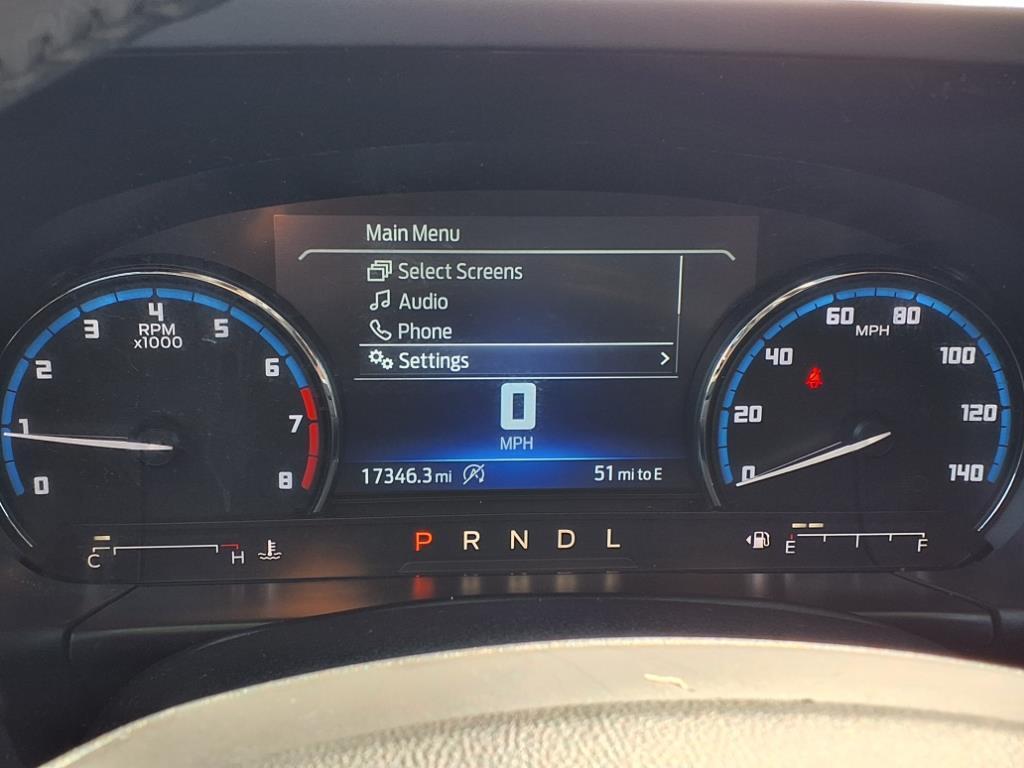 Main Menu
Select Screens
Audio
Phone
Settings
0
MPH
17346.3 mi
51 mi to E
0
1
2
3
4
5
6
7
8
RPM
x1000
0
20
40
60
80
100
120
140
MPH
C
H
P R N D L
E
F